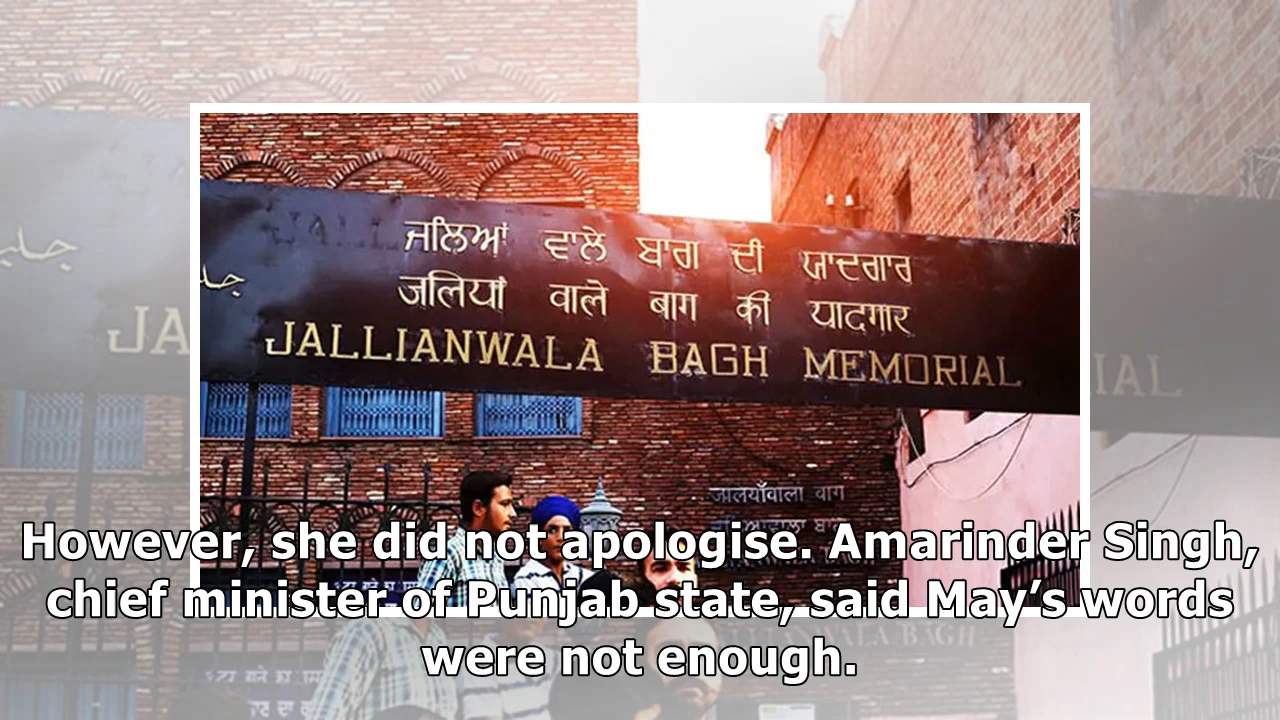 ਜਲਿਆਂ ਵਾਲੇ ਬਾਗ ਦੀ ਯਾਦਗਾਰ
जलियां वाले बाग की यादगार
JALLIANWALA BAGH MEMORIAL
However, she did not apologise. Amarinder Singh,
chief minister of Punjab state, said May’s words
were not enough.